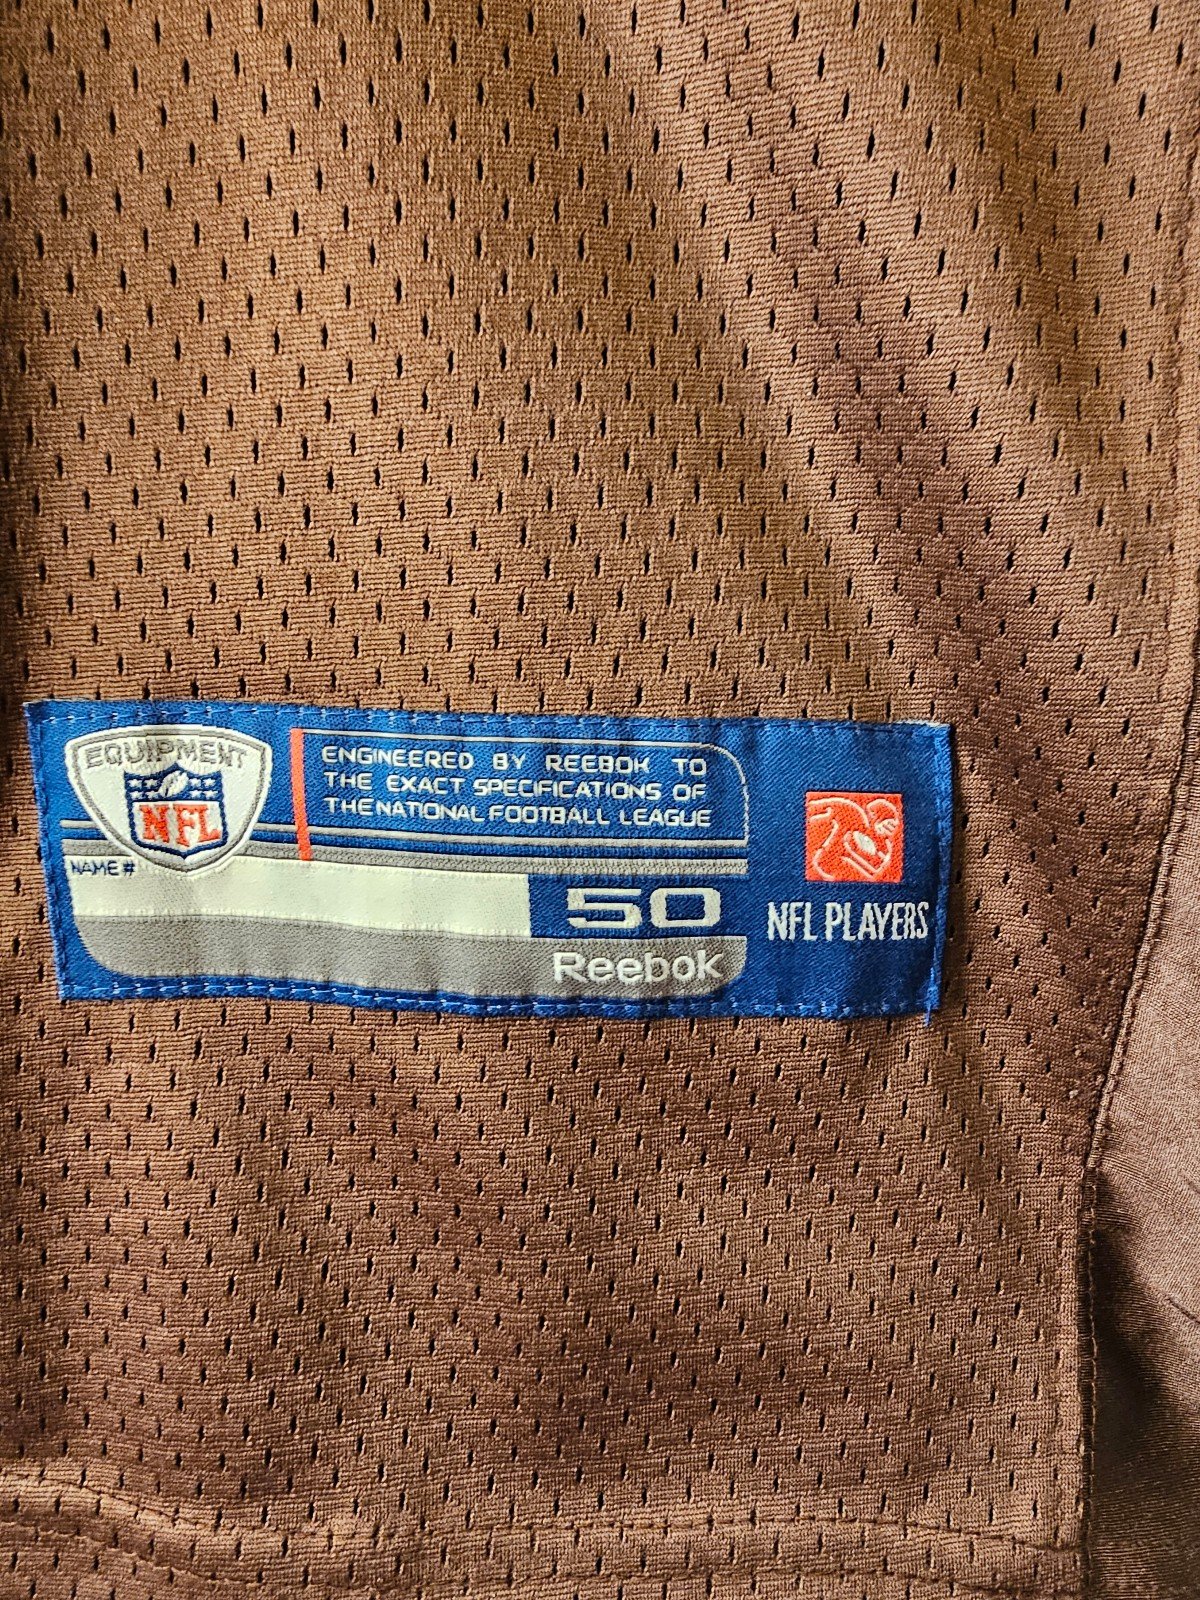 EQUIPMENT
NFL
ENGINEERED BY REEBOK TO
THE EXACT SPECIFICATIONS OF
THE NATIONAL FOOTBALL LEAGUE
NAME #
50
Reebok
NFL PLAYERS